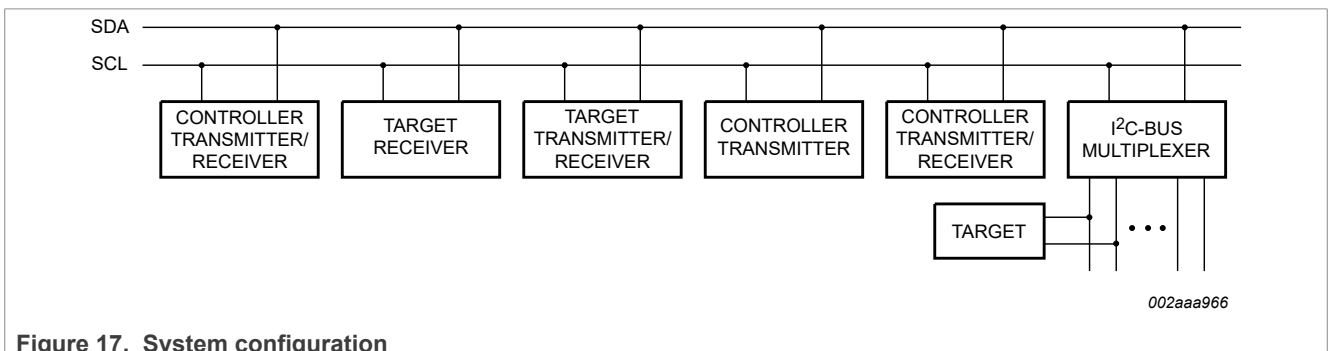 SDA
SCL
CONTROLLER
TRANSMITTER/
RECEIVER
TARGET
RECEIVER
TARGET
TRANSMITTER/
RECEIVER
CONTROLLER
TRANSMITTER
CONTROLLER
TRANSMITTER/
RECEIVER
I²C-BUS
MULTIPLEXER
TARGET
002aaa966
Figure 17. System configuration